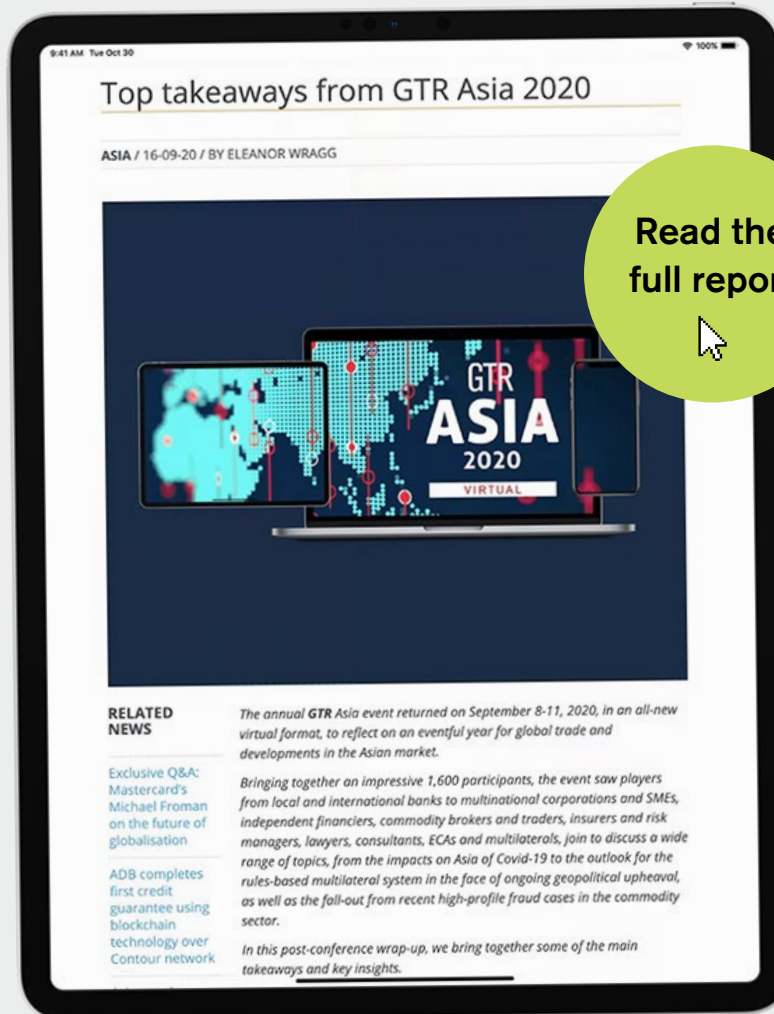 9:41 AM Tue Oct 30
100%
Top takeaways from GTR Asia 2020
ASIA / 16-09-20 / BY ELEANOR WRAGG
Read the
full repor
GTR
ASIA
2020
VIRTUAL
RELATED
NEWS
Exclusive Q&A:
Mastercard's
Michael Froman
on the future of
globalisation
ADB completes
first credit
guarantee using
blockchain
technology over
Contour network
The annual GTR Asia event returned on September 8-11, 2020, in an all-new
virtual format, to reflect on an eventful year for global trade and
developments in the Asian market.
Bringing together an impressive 1,600 participants, the event saw players
from local and international banks to multinational corporations and SMEs,
independent financiers, commodity brokers and traders, insurers and risk
managers, lawyers, consultants, ECAs and multilaterals, join to discuss a wide
range of topics, from the impacts on Asia of Covid-19 to the outlook for the
rules-based multilateral system in the face of ongoing geopolitical upheaval,
as well as the fall-out from recent high-profile fraud cases in the commodity
sector.
In this post-conference wrap-up, we bring together some of the main
takeaways and key insights.